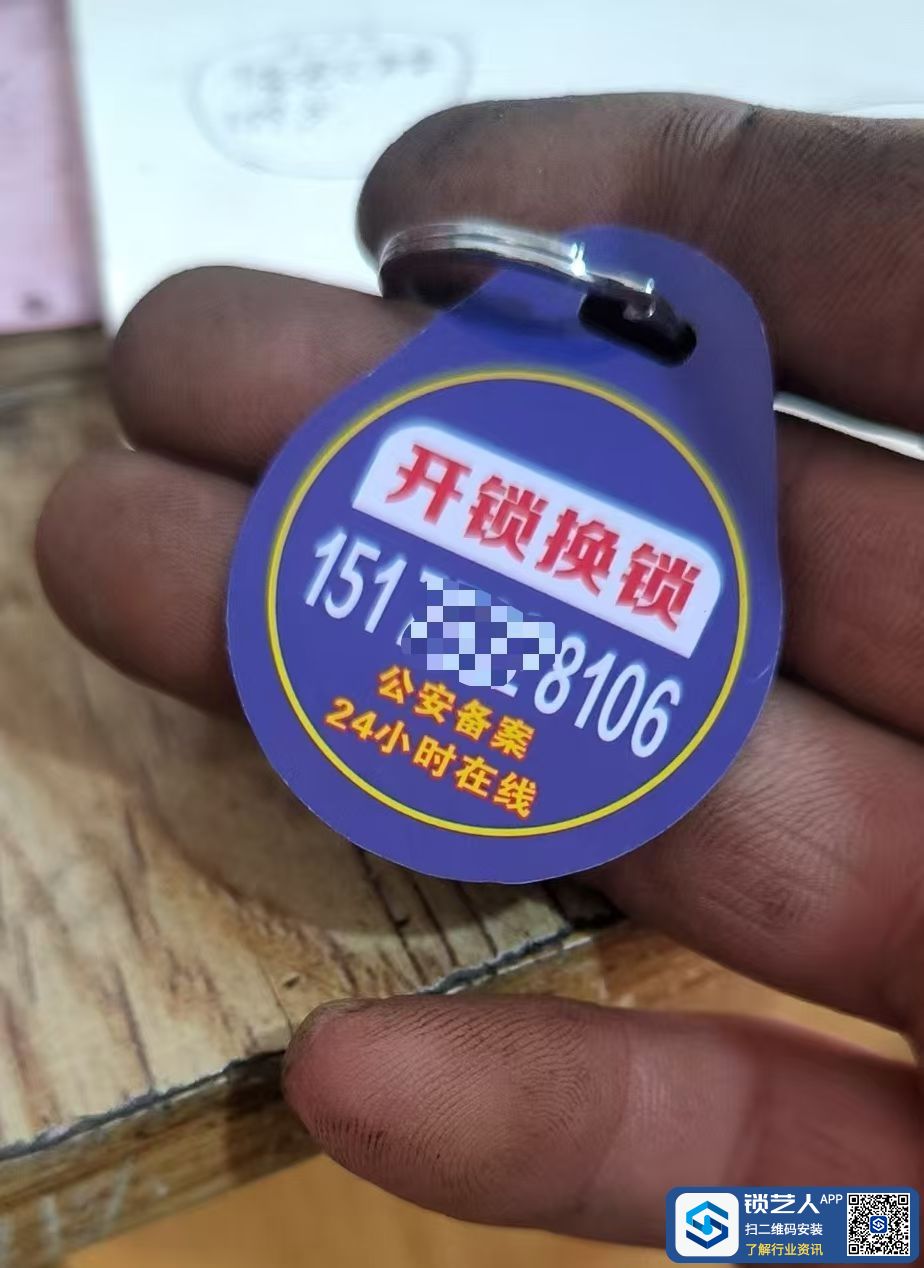 开锁换锁
151 8106
公安备案
24小时在线
锁艺人APP
扫二维码安装
了解行业资讯